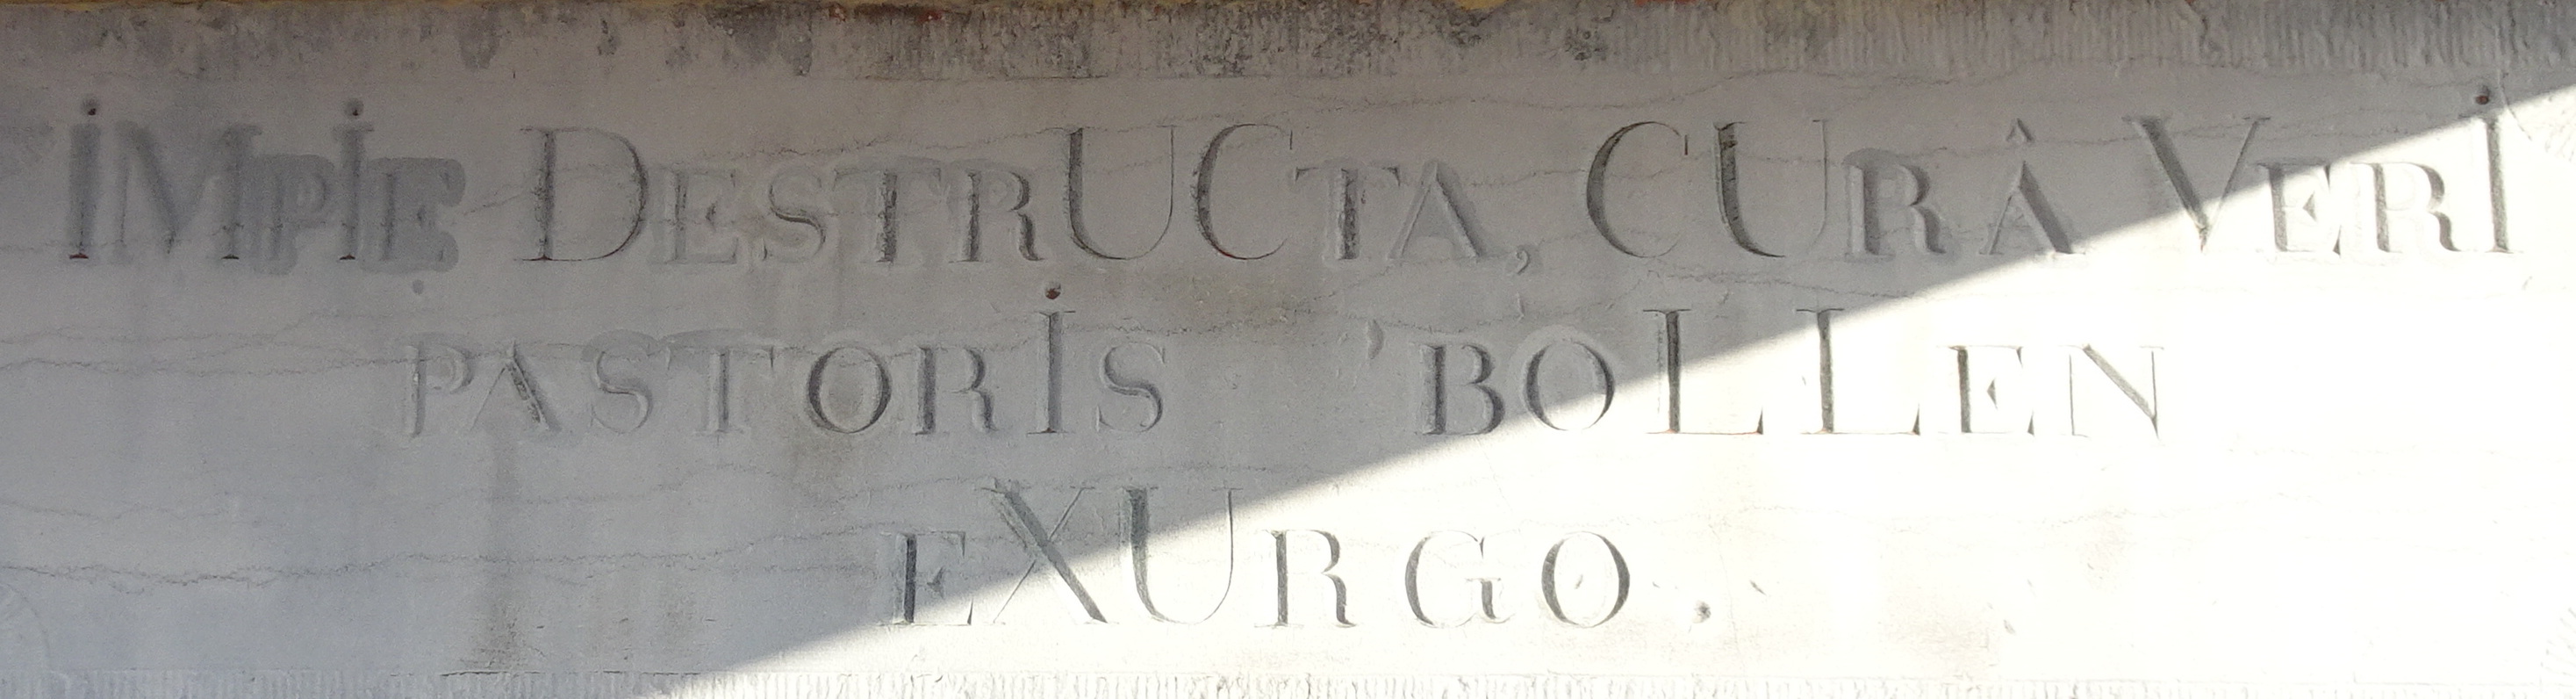 IMPIE DESTRUCTA, CURÂ VERI
PASTORIS 'BOLLEN
EXURGO.